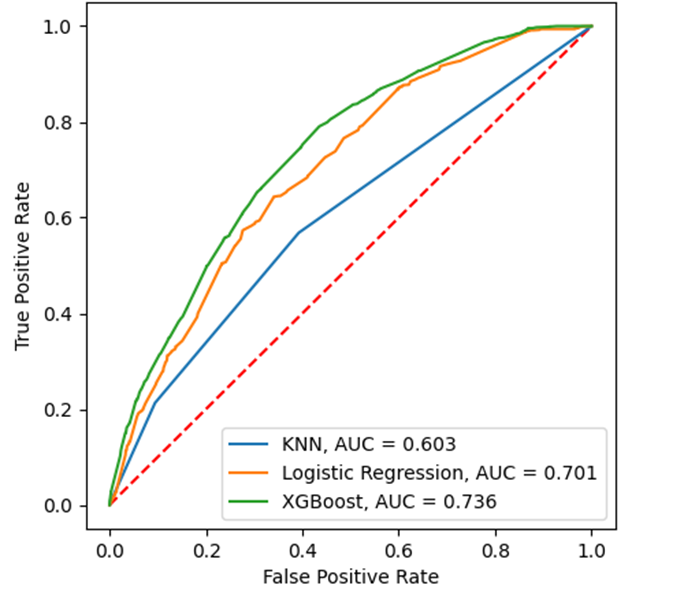 1.0
0.8
0.6
0.4
0.2
0.0
True Positive Rate
KNN, AUC = 0.603
Logistic Regression, AUC = 0.701
XGBoost, AUC = 0.736
0.0 0.2 0.4 0.6 0.8 1.0
False Positive Rate